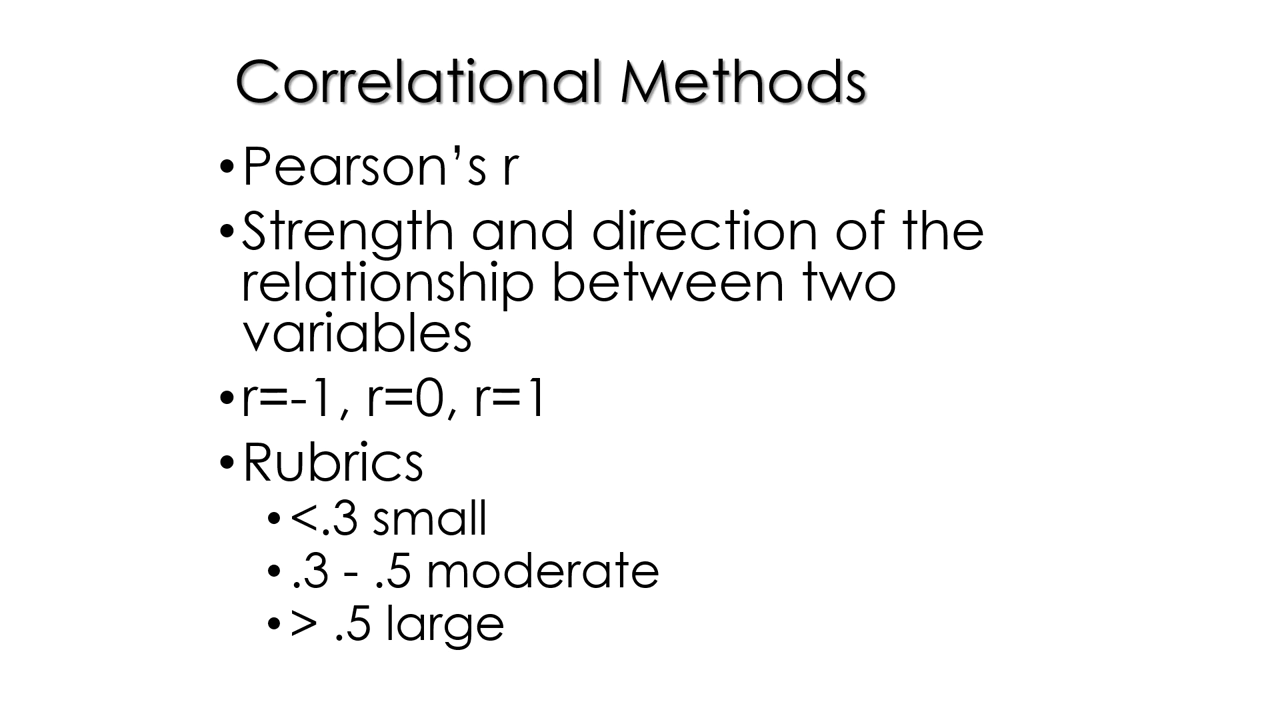 Correlational Methods
•Pearson’s r
•Strength and direction of the
relationship between two
variables
•r=-1, r=0, r=1
•Rubrics
•<.3 small
•.3 - .5 moderate
•> .5 large